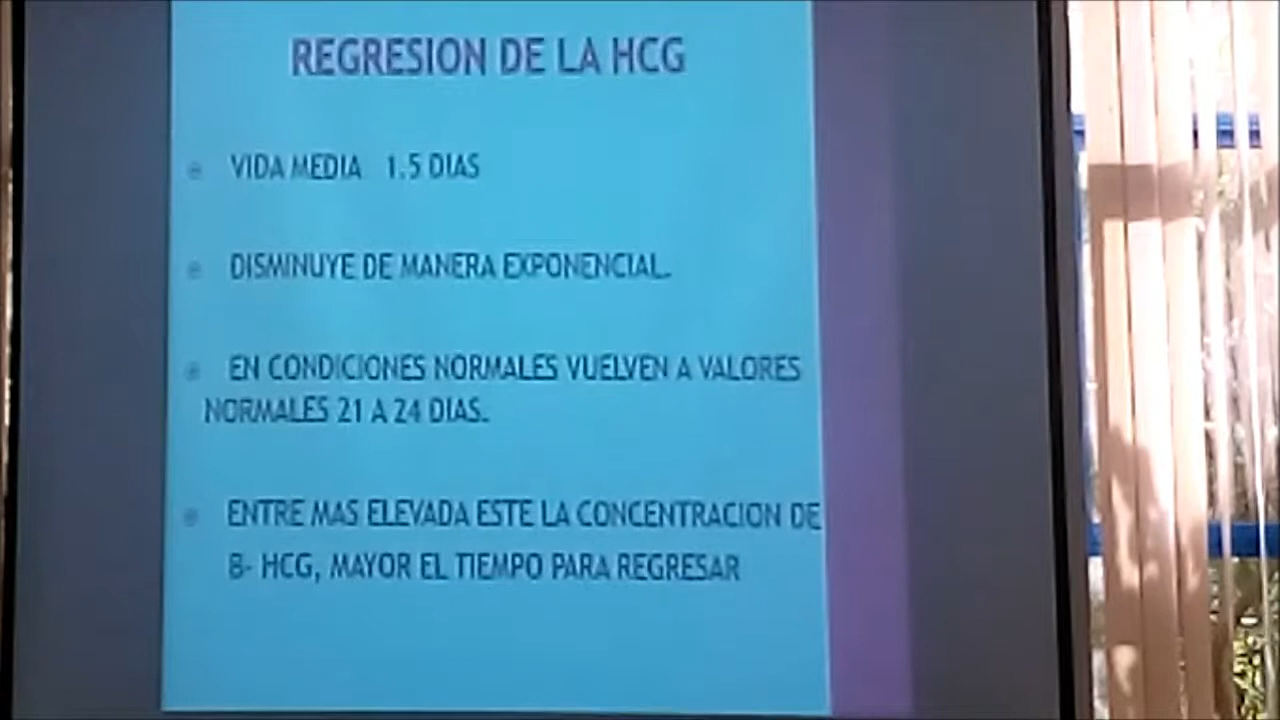 REGRESION DE LA HCG
VIDA MEDIA 1.5 DIAS
DISMINUYE DE MANERA EXPONENCIAL.
EN CONDICIONES NORMALES VUELVEN A VALORES
NORMALES 21 A 24 DIAS.
ENTRE MAS ELEVADA ESTE LA CONCENTRACION DE
B- HCG, MAYOR EL TIEMPO PARA REGRESAR